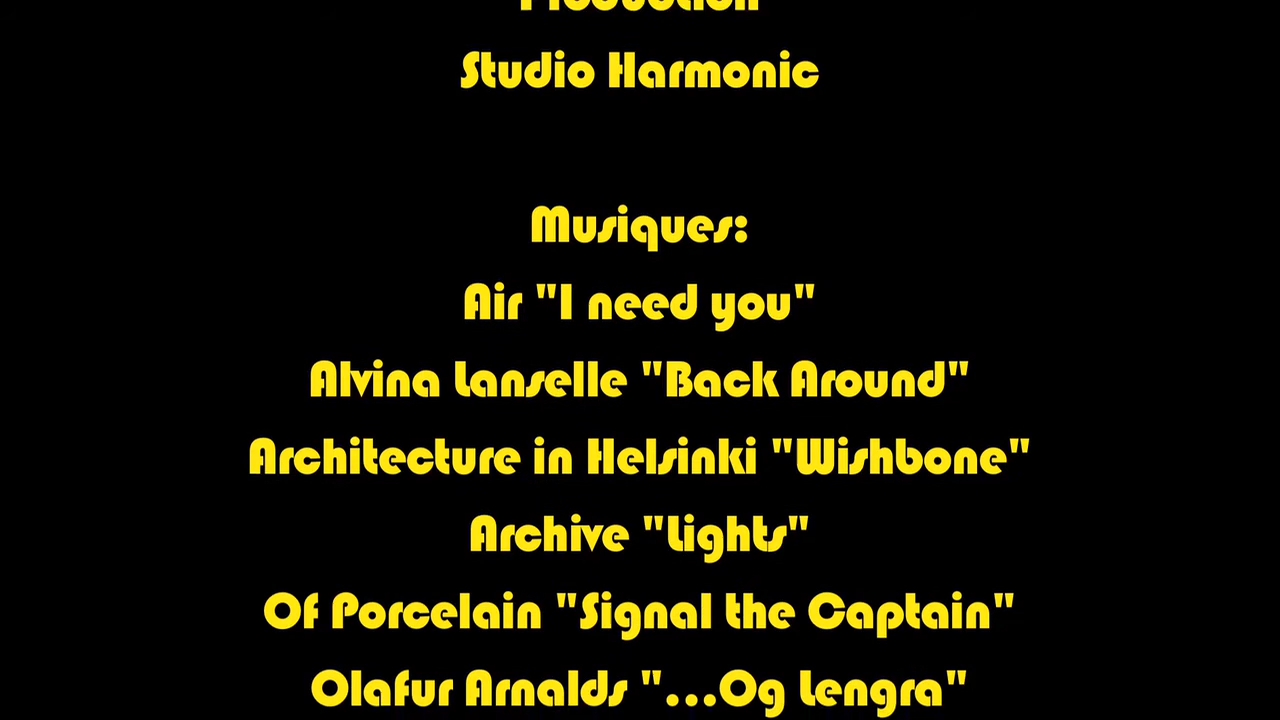 Production
Studio Harmonic
Musiques:
Air "I need you"
Alvina Lanselle "Back Around"
Architecture in Helsinki "Wishbone"
Archive "Lights"
Of Porcelain "Signal the Captain"
Olafur Arnalds "...Og Lengra"